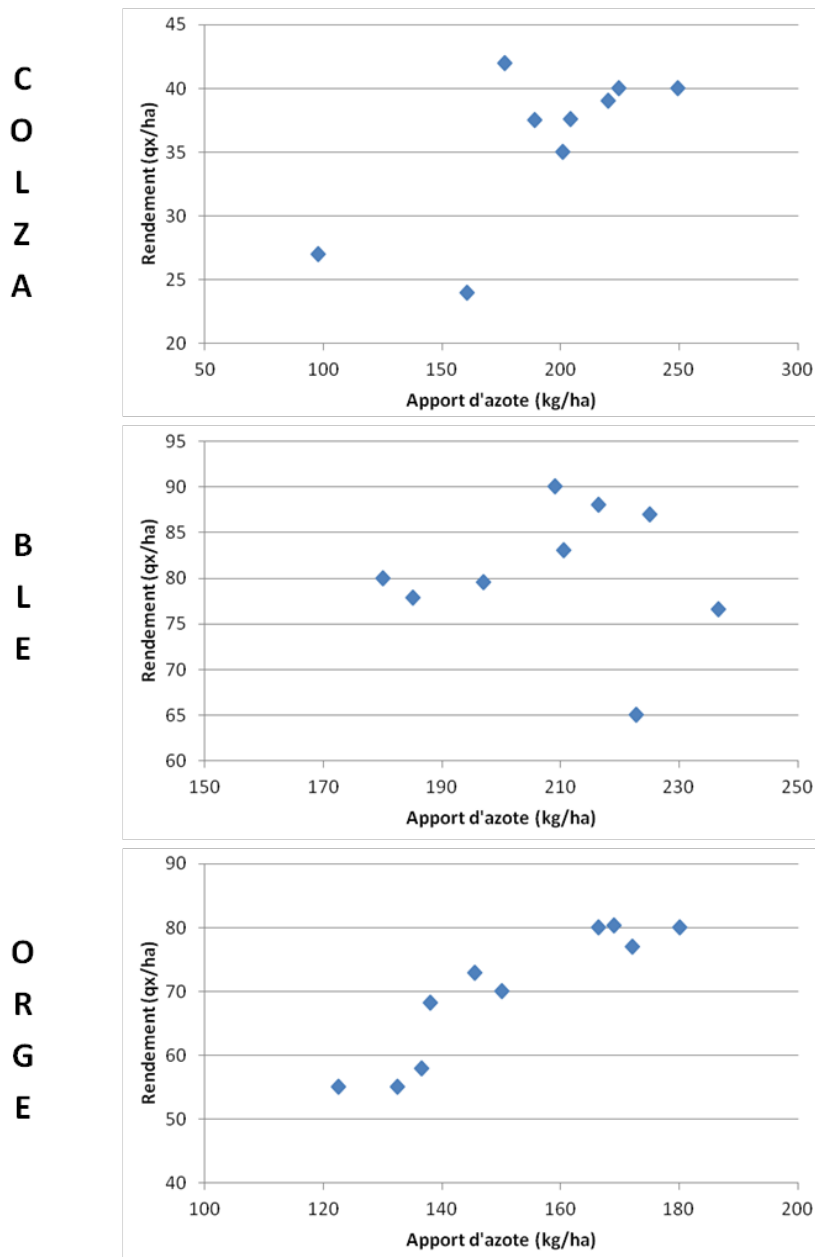 COLZA
Rendement (qx/ha)
45
40
35
30
25
20
50 100 150 200 250 300
Apport d'azote (kg/ha)
BLE
Rendement (qx/ha)
95
90
85
80
75
70
65
60
150 170 190 210 230 250
Apport d'azote (kg/ha)
ORGE
Rendement (qx/ha)
90
80
70
60
50
40
100 120 140 160 180 200
Apport d'azote (kg/ha)